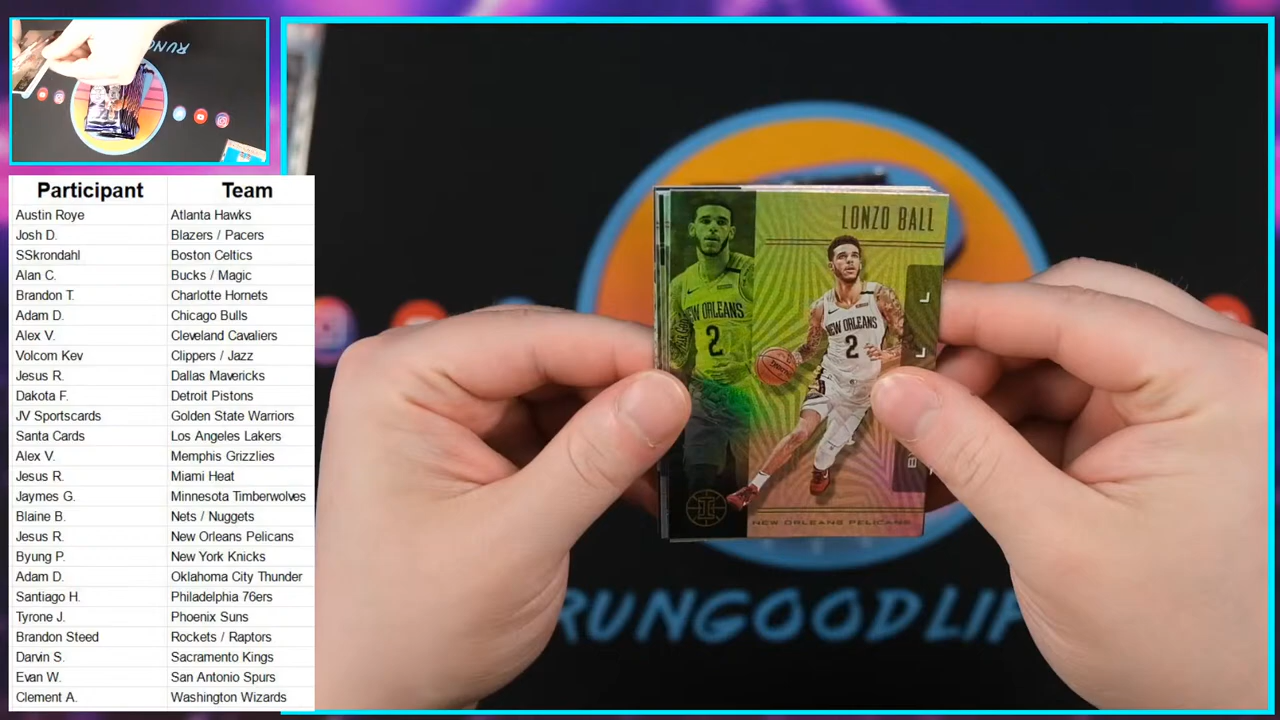 RUNG
Participant Team
Austin Roye Atlanta Hawks
Josh D. Blazers / Pacers
SSkrondahl Boston Celtics
Alan C. Bucks / Magic
Brandon T. Charlotte Hornets
Adam D. Chicago Bulls
Alex V. Cleveland Cavaliers
Volcom Kev Clippers / Jazz
Jesus R. Dallas Mavericks
Dakota F. Detroit Pistons
JV Sportscards Golden State Warriors
Santa Cards Los Angeles Lakers
Alex V. Memphis Grizzlies
Jesus R. Miami Heat
Jaymes G. Minnesota Timberwolves
Blaine B. Nets / Nuggets
Jesus R. New Orleans Pelicans
Byung P. New York Knicks
Adam D. Oklahoma City Thunder
Santiago H. Philadelphia 76ers
Tyrone J. Phoenix Suns
Brandon Steed Rockets / Raptors
Darvin S. Sacramento Kings
Evan W. San Antonio Spurs
Clement A. Washington Wizards
LONZO BALL
NEW ORLEANS
2
NEW ORLEANS
2
NEW ORLEANS PELICANS
RUNGOODLIF